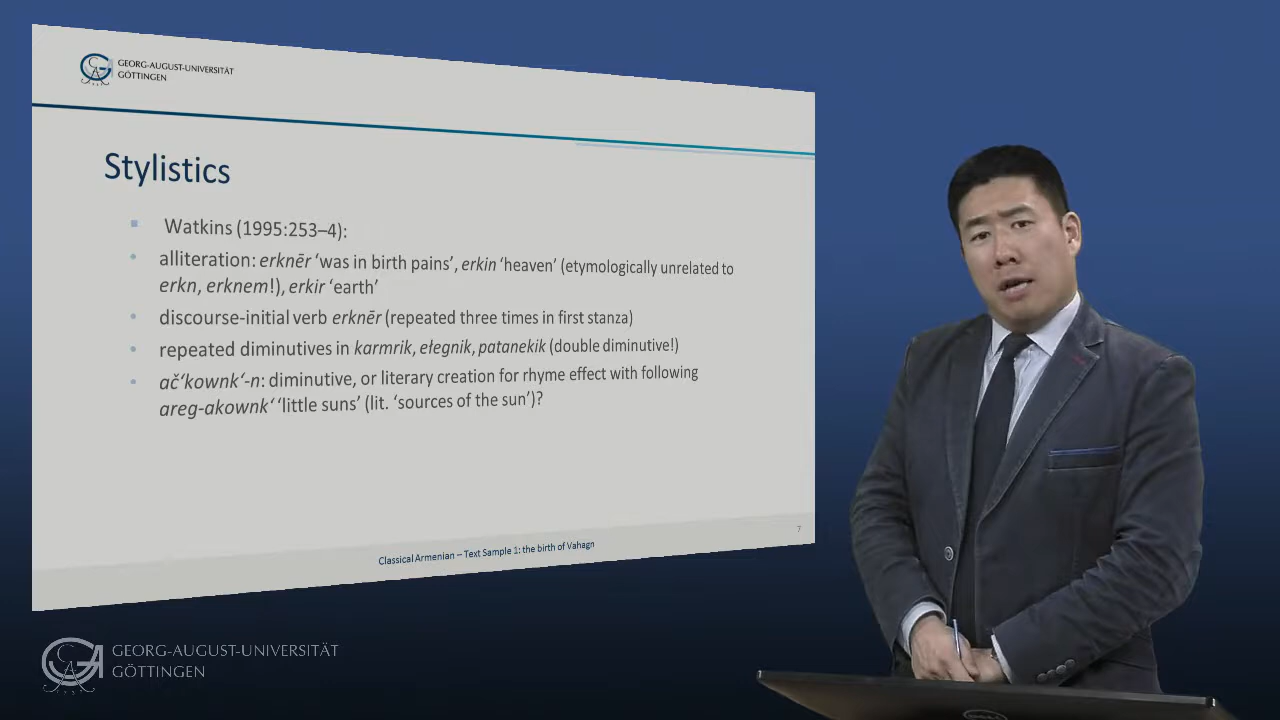 GEORG-AUGUST-UNIVERSITÄT
GÖTTINGEN
Stylistics
Watkins (1995:253–4):
alliteration: erknēr ‘was in birth pains’, erkin ‘heaven’ (etymologically unrelated to
erkn, erknem!), erkir ‘earth’
discourse-initial verb erknēr (repeated three times in first stanza)
repeated diminutives in karmrik, ełegnik, patanekik (double diminutive!)
ač‘kownk‘-n: diminutive, or literary creation for rhyme effect with following
areg-akownk‘ ‘little suns’ (lit. ‘sources of the sun’)?
7
Classical Armenian – Text Sample 1: the birth of Vahagn
GEORG-AUGUST-UNIVERSITÄT
GÖTTINGEN